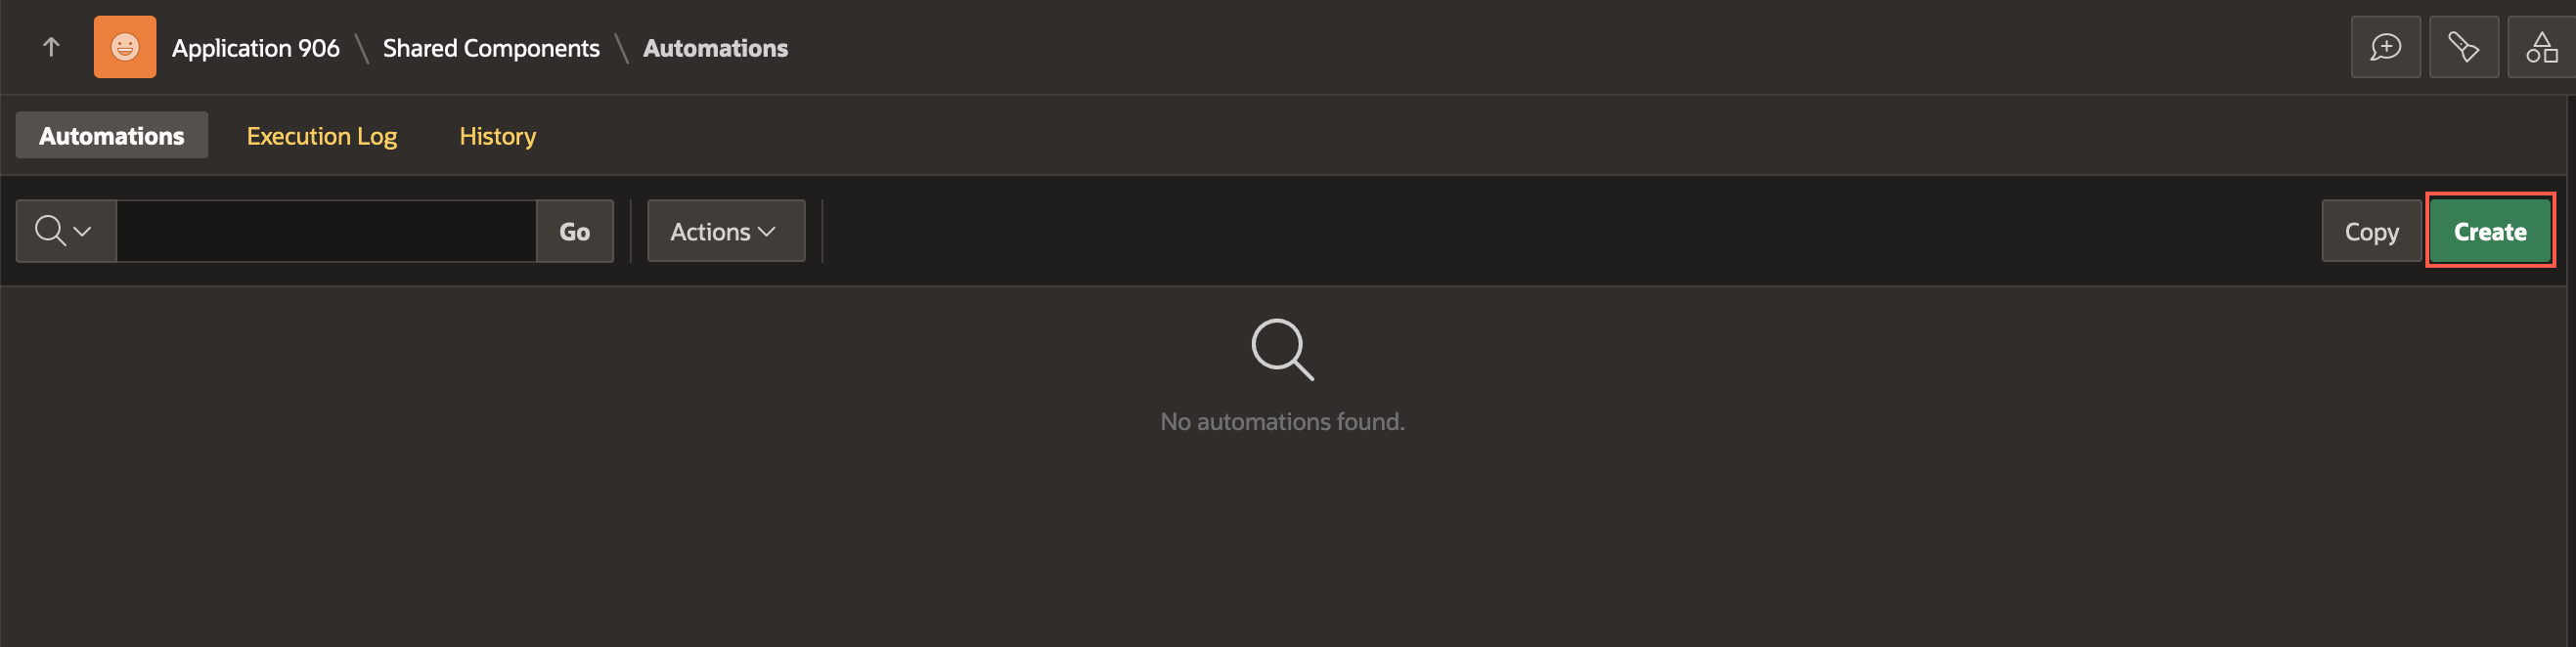 Application 906 \ Shared Components \ Automations
Automations Execution Log History
Go Actions Copy Create
No automations found.